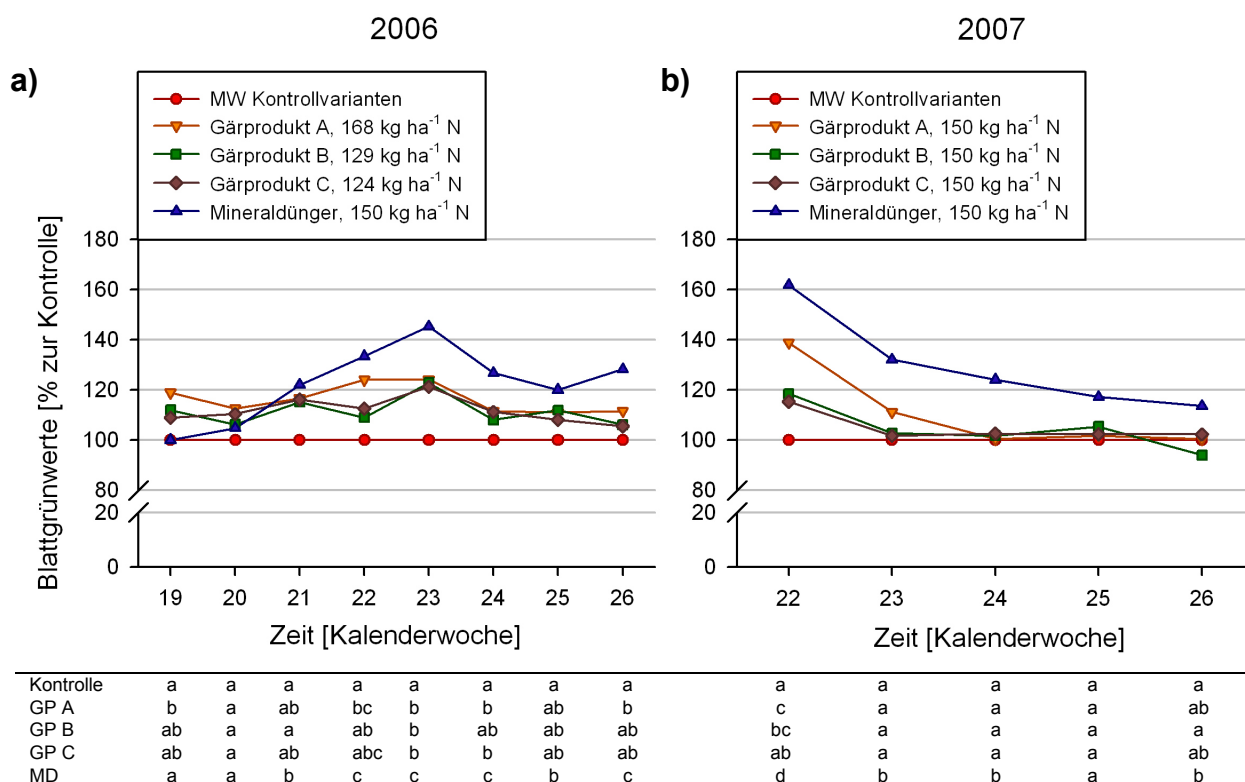 2006
2007
a)
MW Kontrollvarianten
Gärprodukt A, 168 kg ha⁻¹ N
Gärprodukt B, 129 kg ha⁻¹ N
Gärprodukt C, 124 kg ha⁻¹ N
Mineraldünger, 150 kg ha⁻¹ N
b)
MW Kontrollvarianten
Gärprodukt A, 150 kg ha⁻¹ N
Gärprodukt B, 150 kg ha⁻¹ N
Gärprodukt C, 150 kg ha⁻¹ N
Mineraldünger, 150 kg ha⁻¹ N
Blattgrünwerte [% zur Kontrolle]
180
160
140
120
100
80
20
0
19 20 21 22 23 24 25 26
Zeit [Kalenderwoche]
180
160
140
120
100
80
20
0
22 23 24 25 26
Zeit [Kalenderwoche]
Kontrolle a a a a a a a a a a a a a
GP A b a ab bc b b ab b c a a a ab
GP B ab a a ab b ab ab ab bc a a a a
GP C ab a ab abc b b ab ab ab a a a ab
MD a a b c c c b c d b b a b